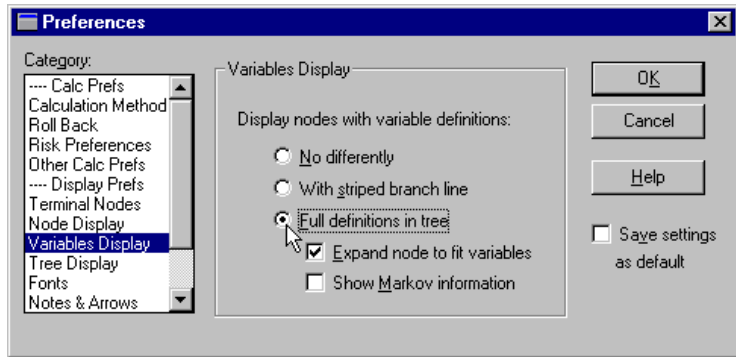 Preferences
Category:
---- Calc Prefs
Calculation Method
Roll Back
Risk Preferences
Other Calc Prefs
---- Display Prefs
Terminal Nodes
Node Display
Variables Display
Tree Display
Fonts
Notes & Arrows
Variables Display
Display nodes with variable definitions:
No differently
With striped branch line
Full definitions in tree
Expand node to fit variables
Show Markov information
OK
Cancel
Help
Save settings
as default